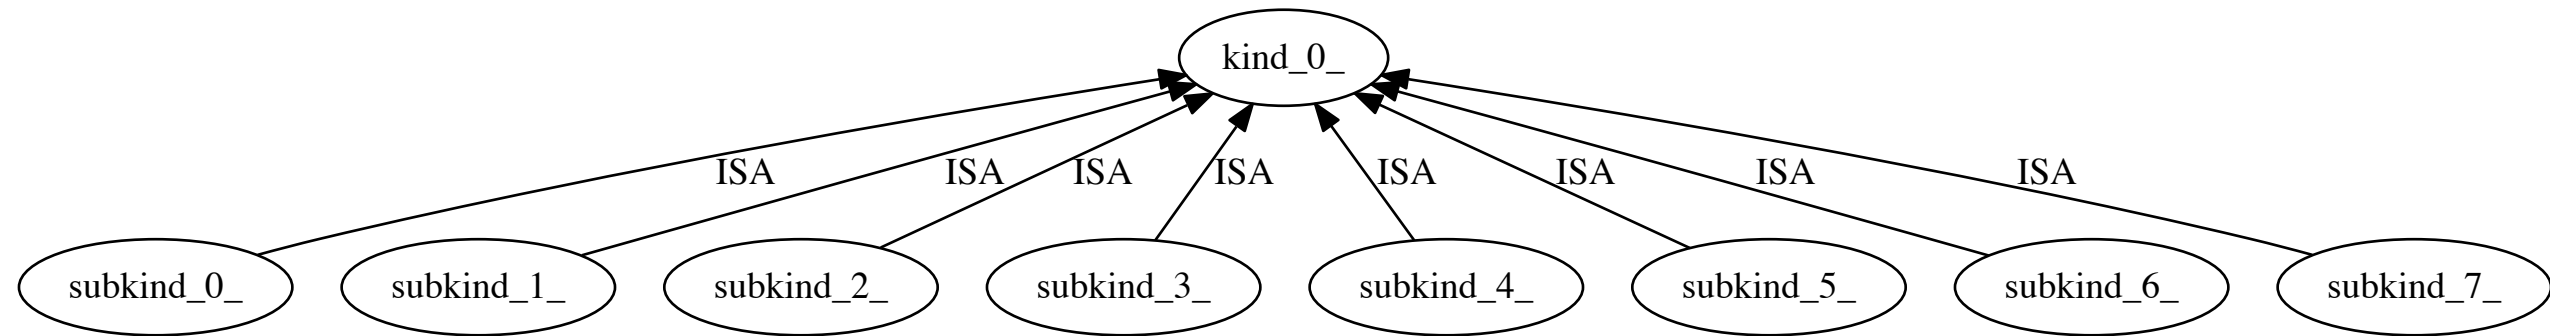 kind_0_
ISA ISA ISA ISA ISA ISA ISA ISA
subkind_0_ subkind_1_ subkind_2_ subkind_3_ subkind_4_ subkind_5_ subkind_6_ subkind_7_